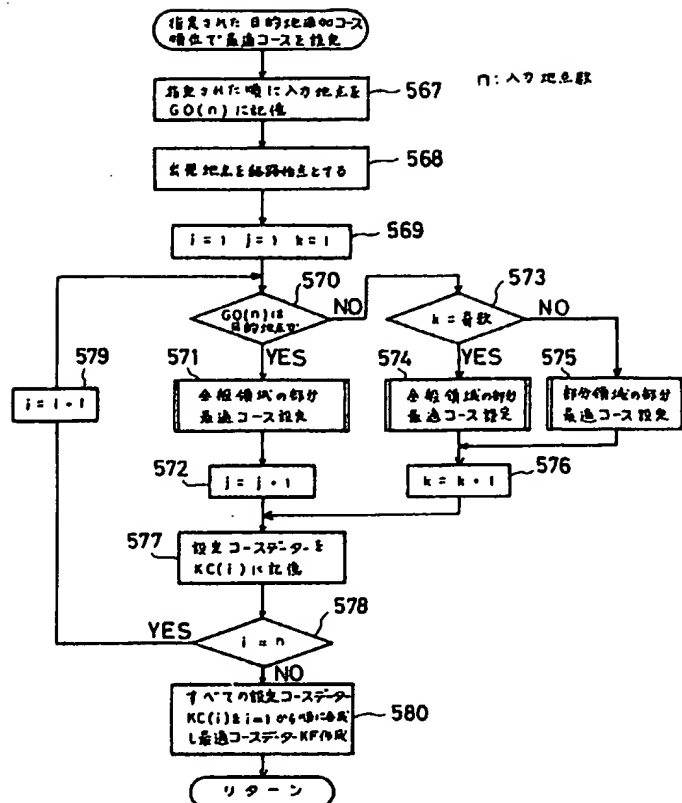 指定された目的地追加コース
順位で最適コースを設定
指定された順に入力地点を
GO(n)に記憶
567
n:入力地点数
出発地点を経路始点とする
568
i=1 j=1 k=1
569
570
GO(n)は
目的地点か
NO
YES
573
k=奇数
NO
YES
579
571
全般領域の部分
最適コース設定
574
全般領域の部分
最適コース設定
575
部分領域の部分
最適コース設定
572
j=j+1
k=k+1
576
577
設定コースデーターを
KC(i)に記憶
578
YES
NO
すべての設定コースデーター
KC(i)をi=1から順に合成
し最適コースデーターKF作成
580
リターン